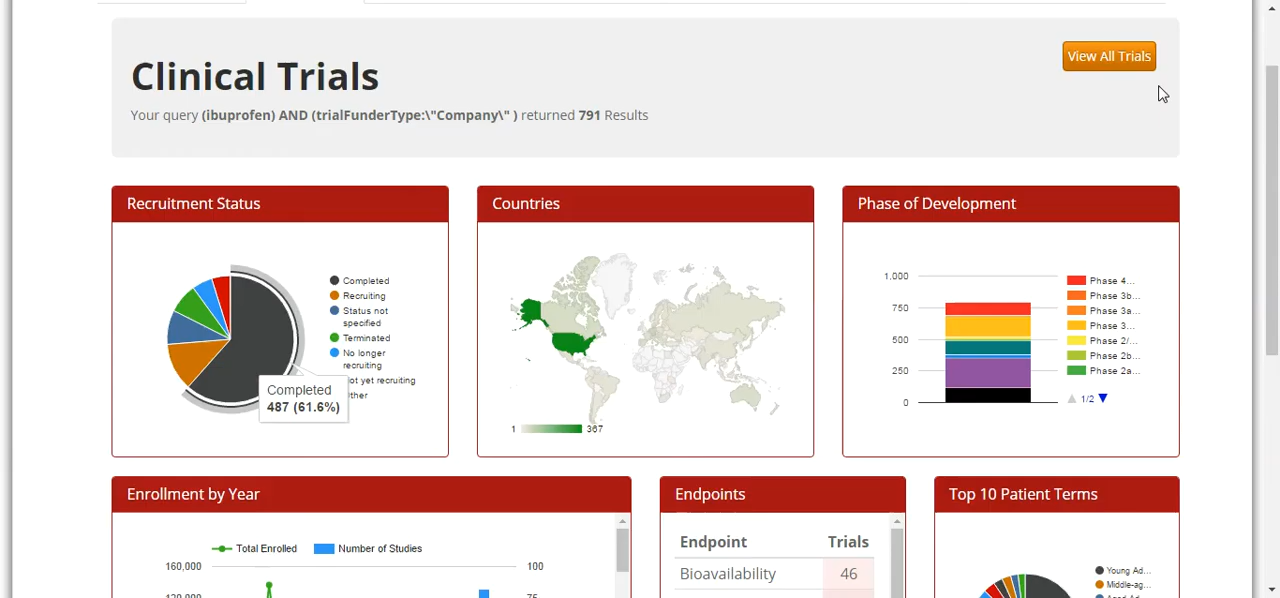 Clinical Trials
View All Trials
Your query (ibuprofen) AND (trialFunderType:\"Company\" ) returned 791 Results
Recruitment Status
Completed
Recruiting
Status not
specified
Terminated
No longer
recruiting
Not yet recruiting
Completed
487 (61.6%)
Countries
1
367
Phase of Development
1,000
750
500
250
0
Phase 4...
Phase 3b...
Phase 3a...
Phase 3...
Phase 2/...
Phase 2b...
Phase 2a...
1/2
Enrollment by Year
Total Enrolled
Number of Studies
160,000
100
Endpoints
Endpoint Trials
Bioavailability 46
Top 10 Patient Terms
Young Ad...
Middle-ag...